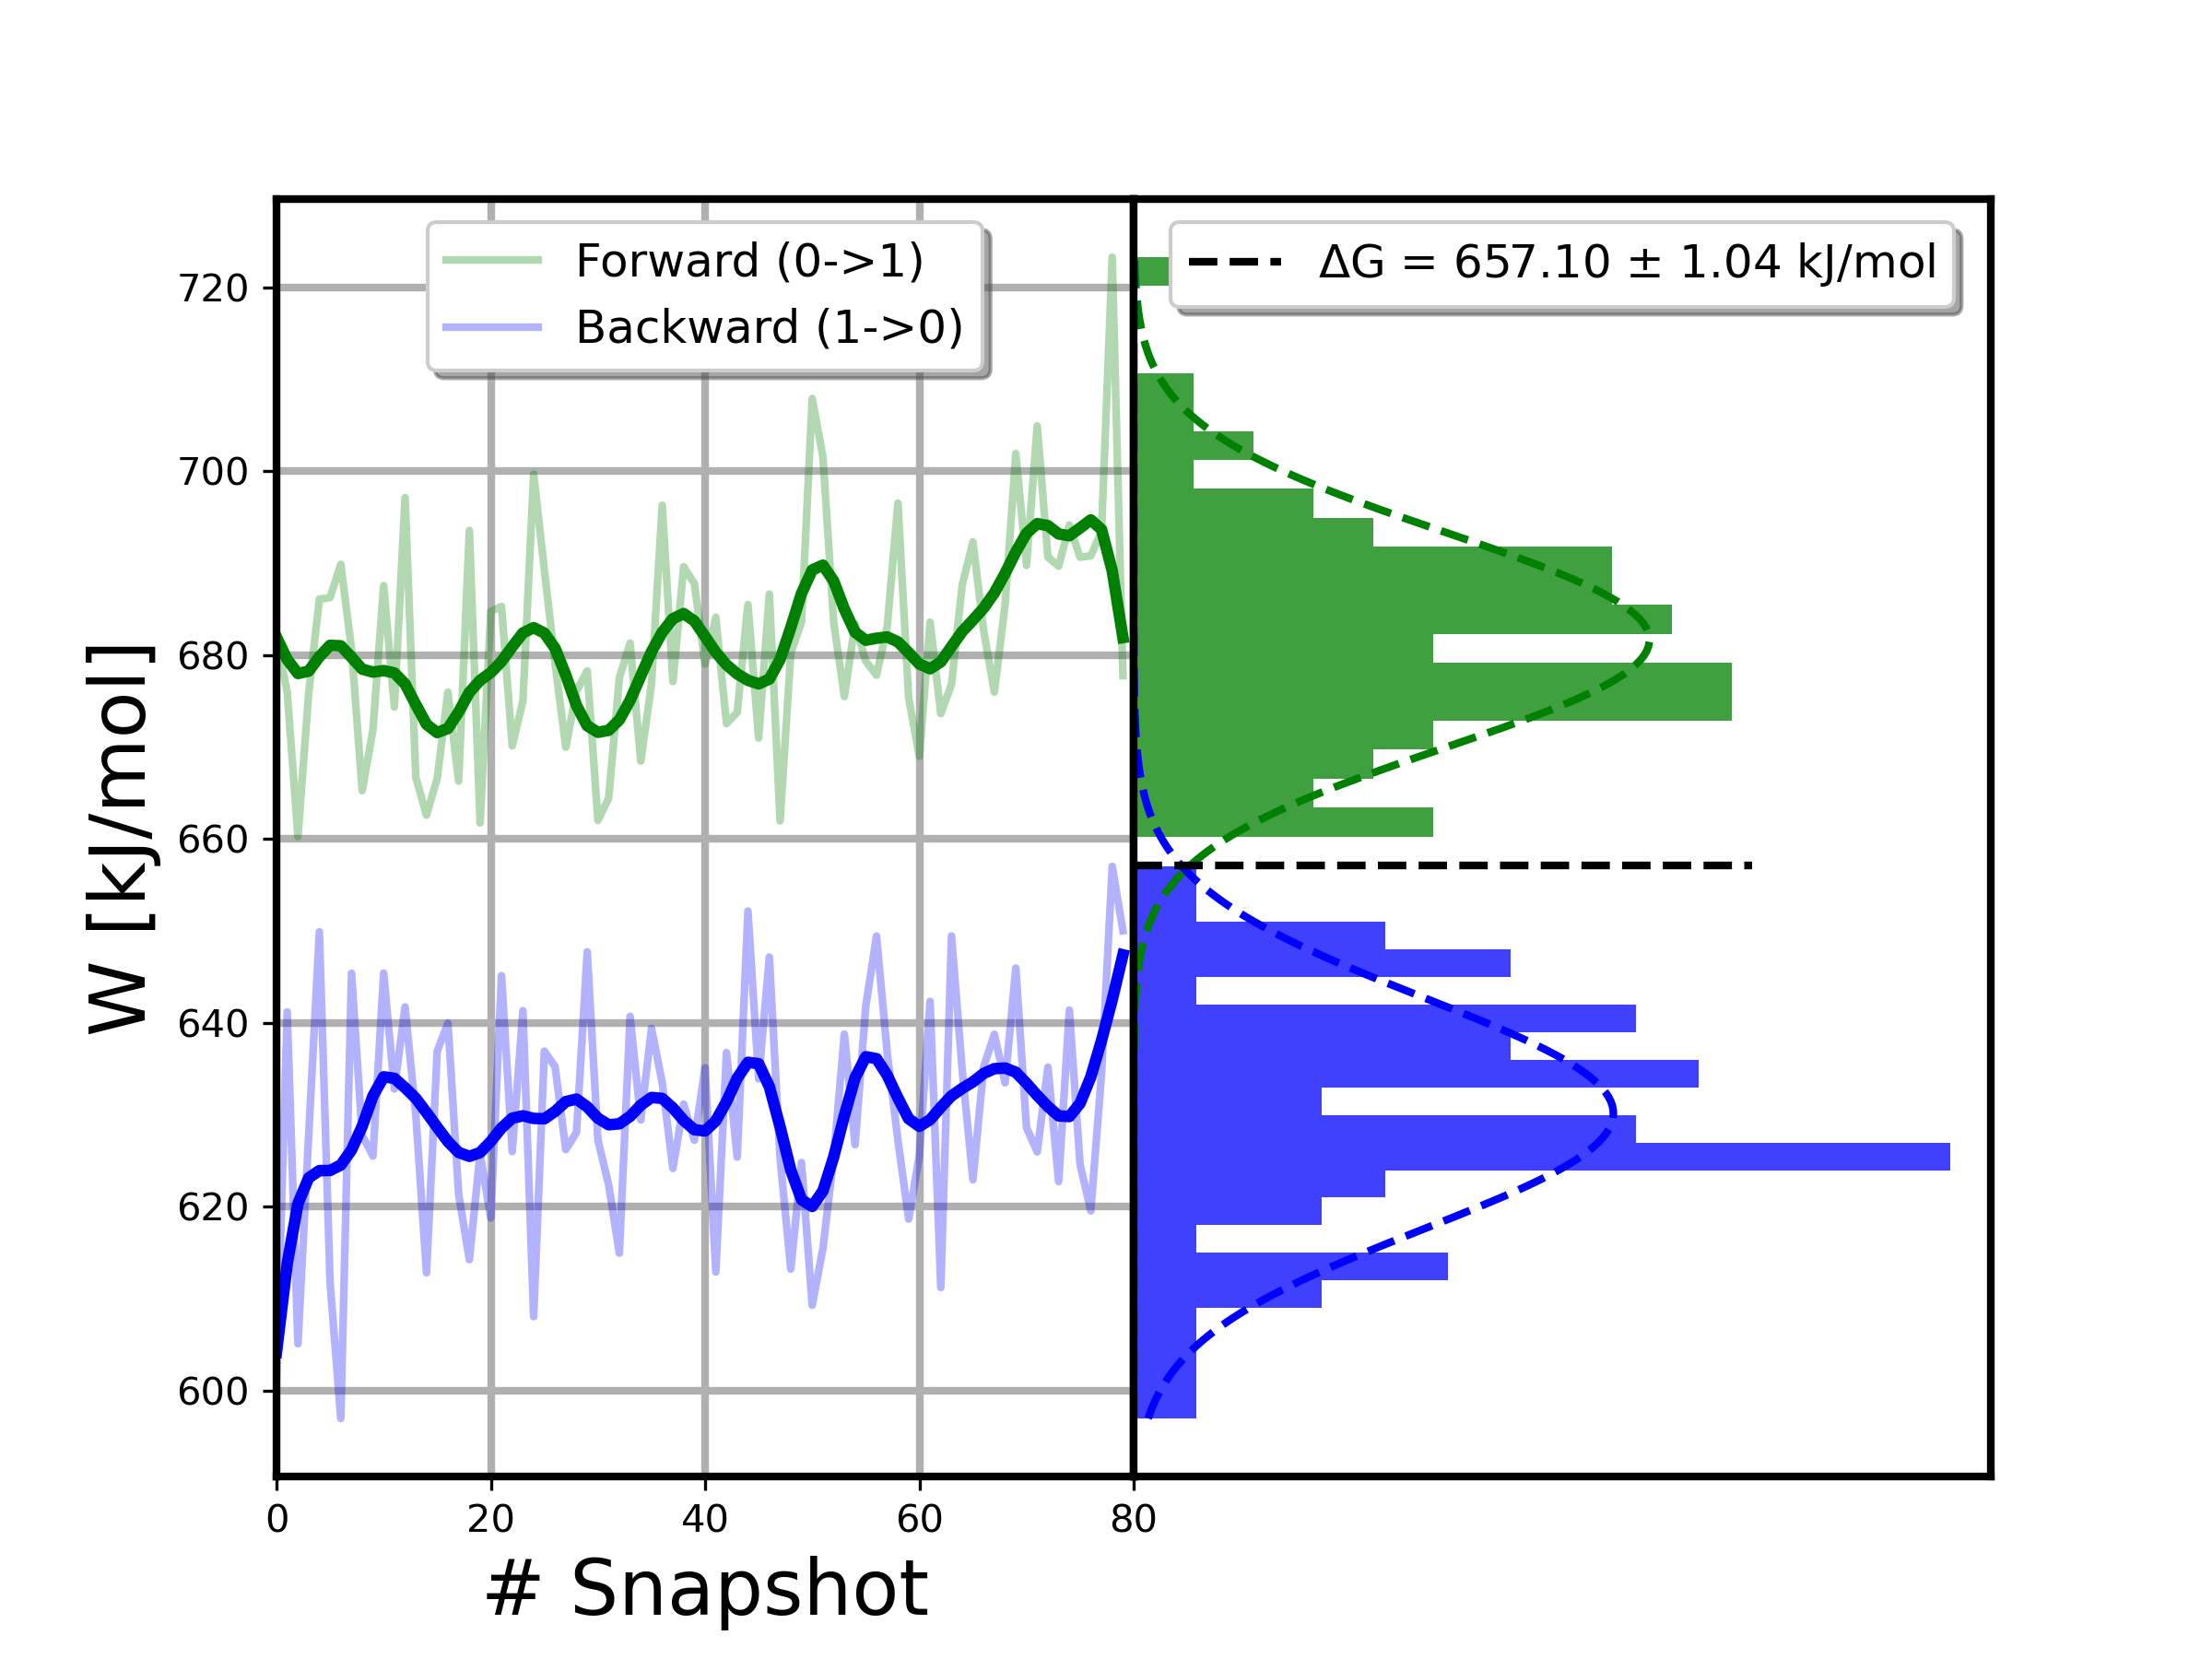 Forward (0->1)
Backward (1->0)
ΔG = 657.10 ± 1.04 kJ/mol
720
700
680
660
640
620
600
W [kJ/mol]
0 20 40 60 80
# Snapshot